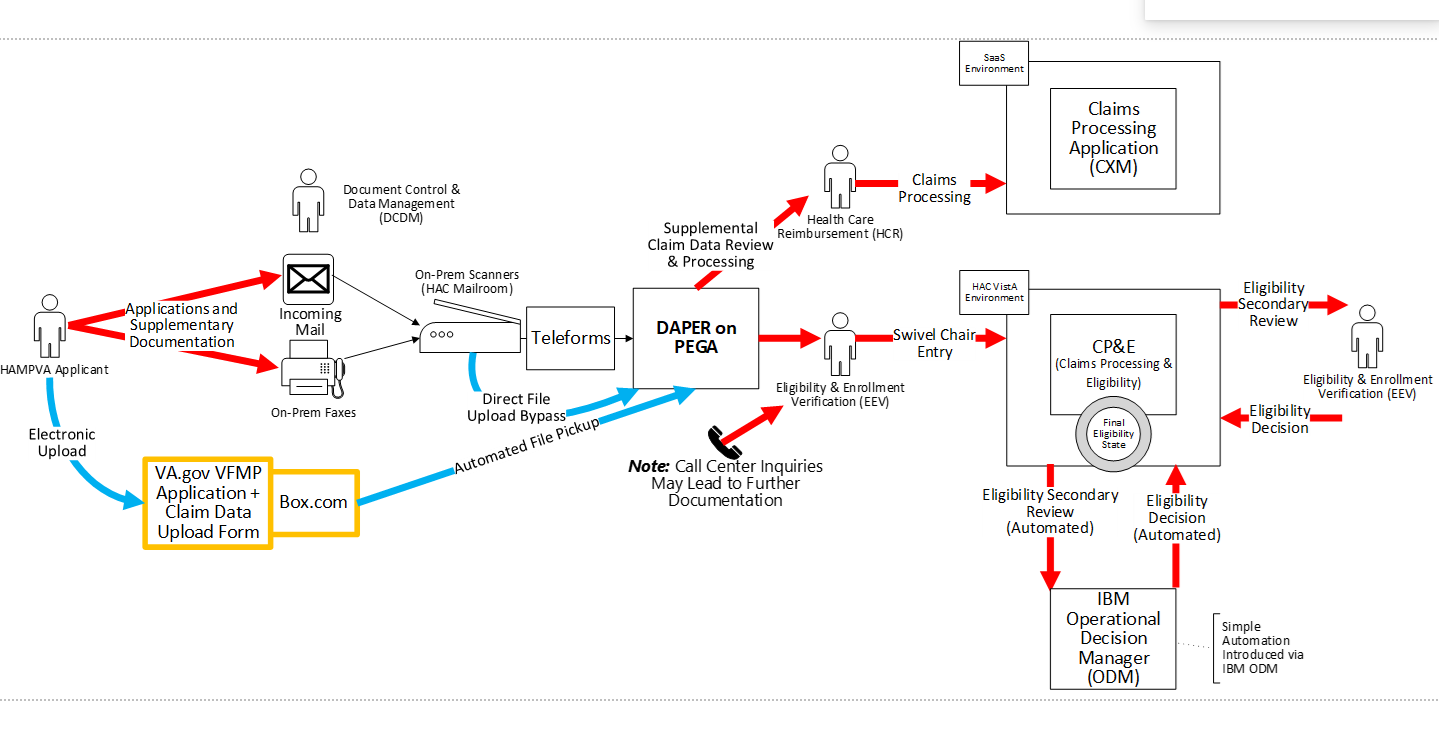 SaaS
Environment
Claims
Processing
Application
(CXM)
Document Control &
Data Management
(DCDM)
Claims
Processing
Health Care
Reimbursement (HCR)
Supplemental
Claim Data Review
& Processing
On-Prem Scanners
(HAC Mailroom)
HAC VistA
Environment
Eligibility
Secondary
Review
Applications and
Supplementary
Documentation
Incoming
Mail
Teleforms
DAPER on
PEGA
Swivel Chair
Entry
CP&E
(Claims Processing &
Eligibility)
HAMPVA Applicant
On-Prem Faxes
Eligibility & Enrollment
Verification (EEV)
Eligibility & Enrollment
Verification (EEV)
Direct File
Upload Bypass
Automated File Pickup
Final
Eligibility
State
Eligibility
Decision
Electronic
Upload
VA.gov VFMP
Application +
Claim Data
Upload Form
Box.com
Note: Call Center Inquiries
May Lead to Further
Documentation
Eligibility Secondary
Review
(Automated)
Eligibility
Decision
(Automated)
IBM
Operational
Decision
Manager
(ODM)
Simple
Automation
Introduced via
IBM ODM